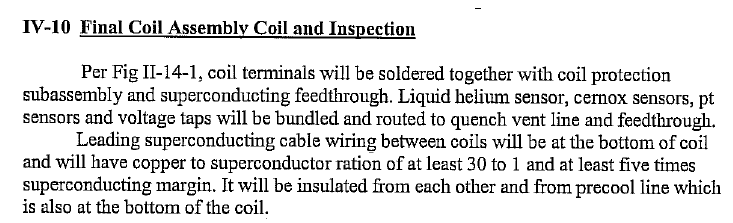 IV-10 Final Coil Assembly Coil and Inspection
Per Fig II-14-1, coil terminals will be soldered together with coil protection
subassembly and superconducting feedthrough. Liquid helium sensor, cernox sensors, pt
sensors and voltage taps will be bundled and routed to quench vent line and feedthrough.
Leading superconducting cable wiring between coils will be at the bottom of coil
and will have copper to superconductor ration of at least 30 to 1 and at least five times
superconducting margin. It will be insulated from each other and from precool line which
is also at the bottom of the coil.